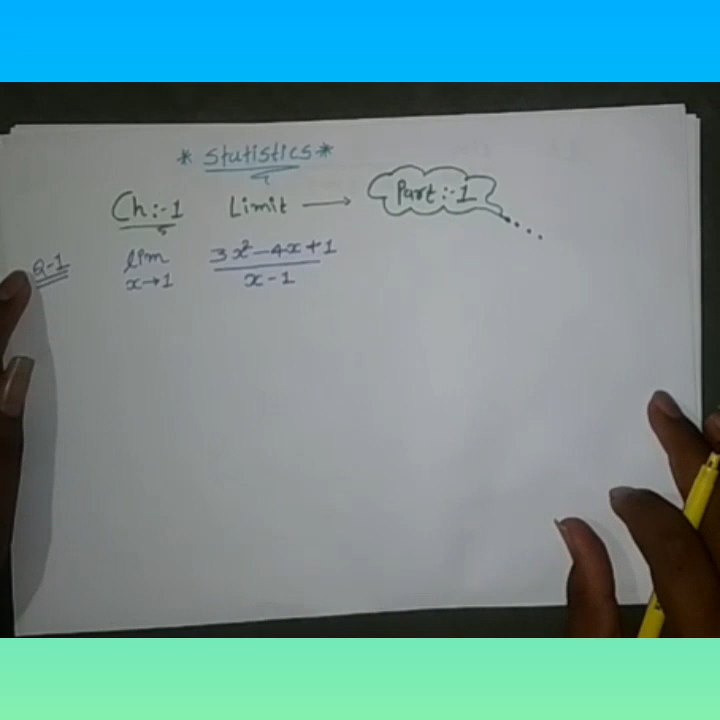 * Statistics *
Ch:-1 Limit → Part:-1
Q-1 lim x→1 3x²-4x+1 / x-1